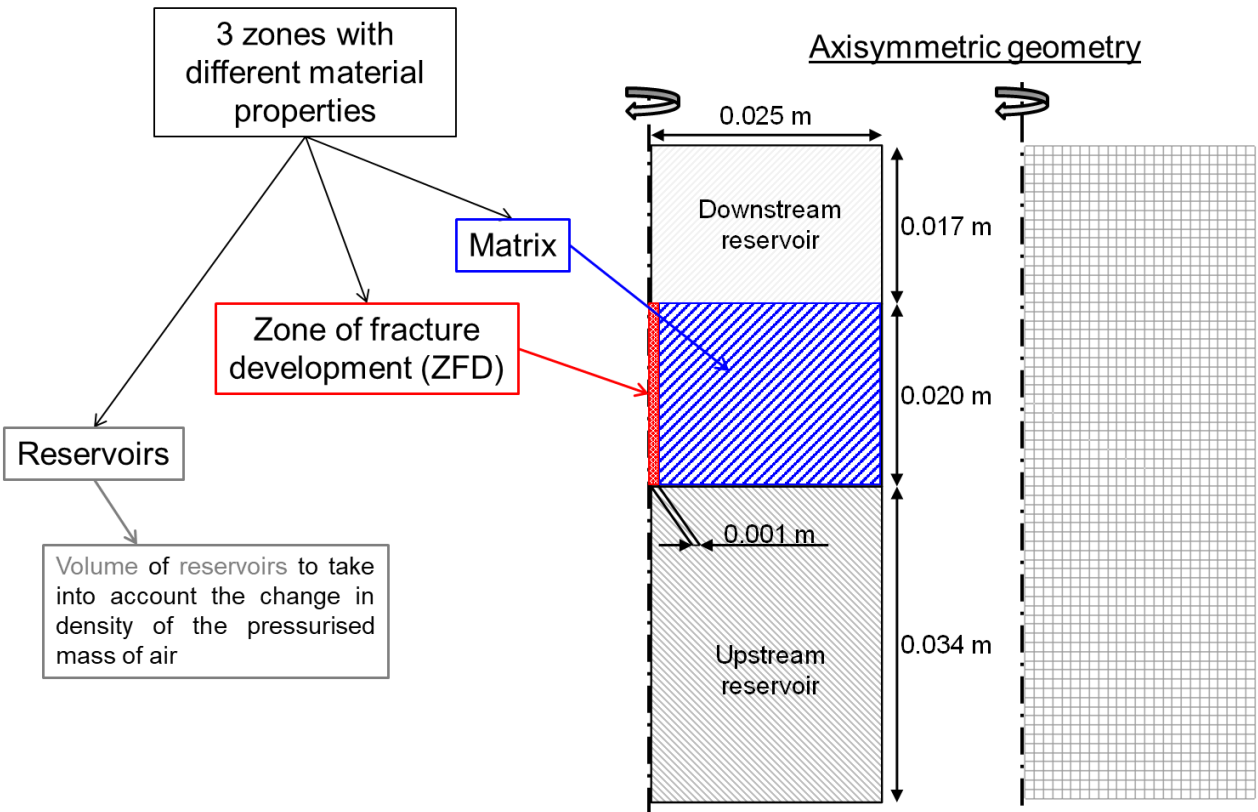 3 zones with
different material
properties
Axisymmetric geometry
0.025 m
Downstream
reservoir
0.017 m
Matrix
Zone of fracture
development (ZFD)
0.020 m
Reservoirs
0.001 m
Volume of reservoirs to take
into account the change in
density of the pressurised
mass of air
Upstream
reservoir
0.034 m